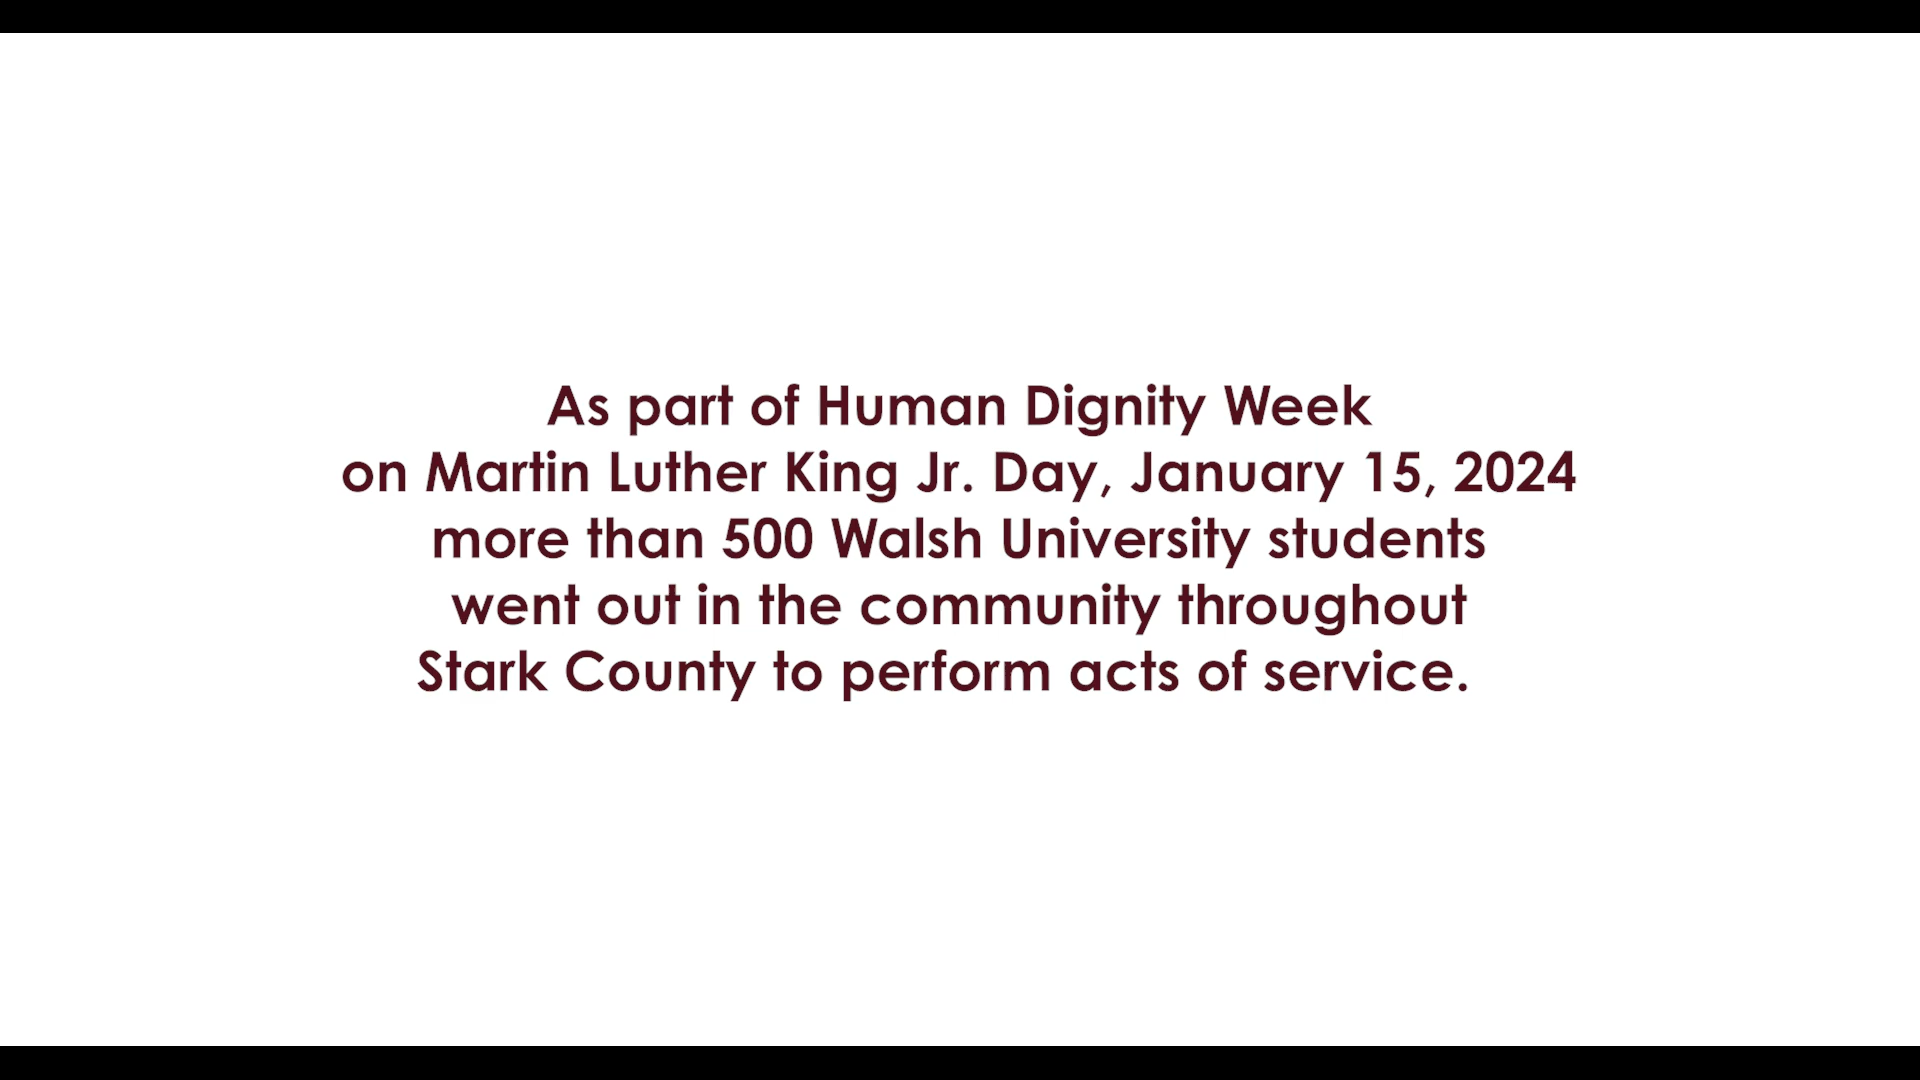 As part of Human Dignity Week
on Martin Luther King Jr. Day, January 15, 2024
more than 500 Walsh University students
went out in the community throughout
Stark County to perform acts of service.